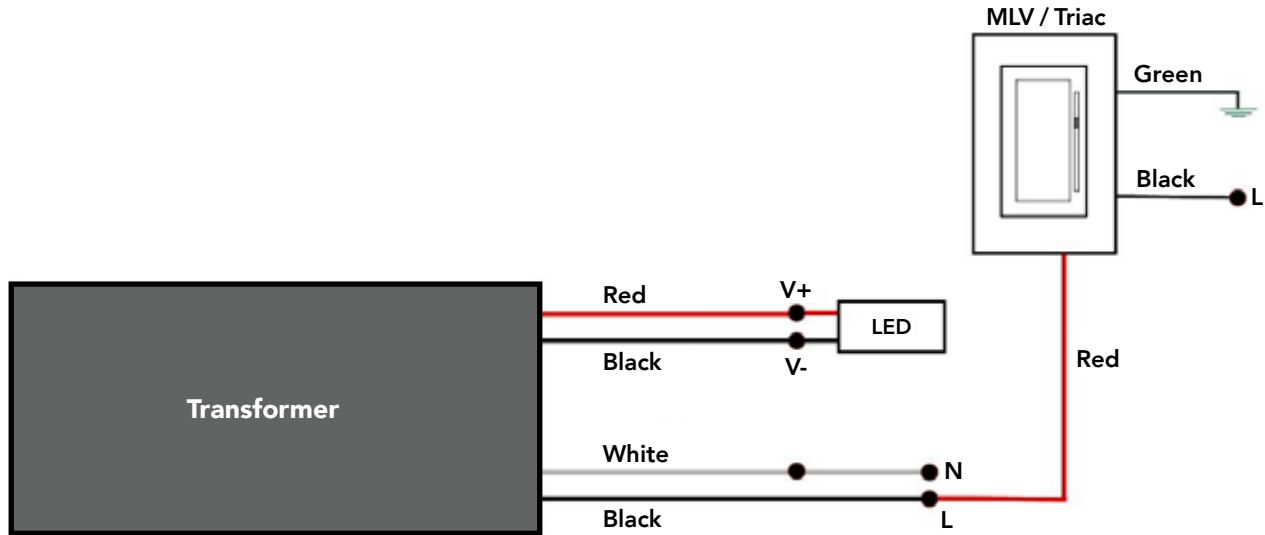 MLV / Triac
Green
Black
L
Red
V+
LED
Black
V-
Red
Transformer
White
N
Black
L